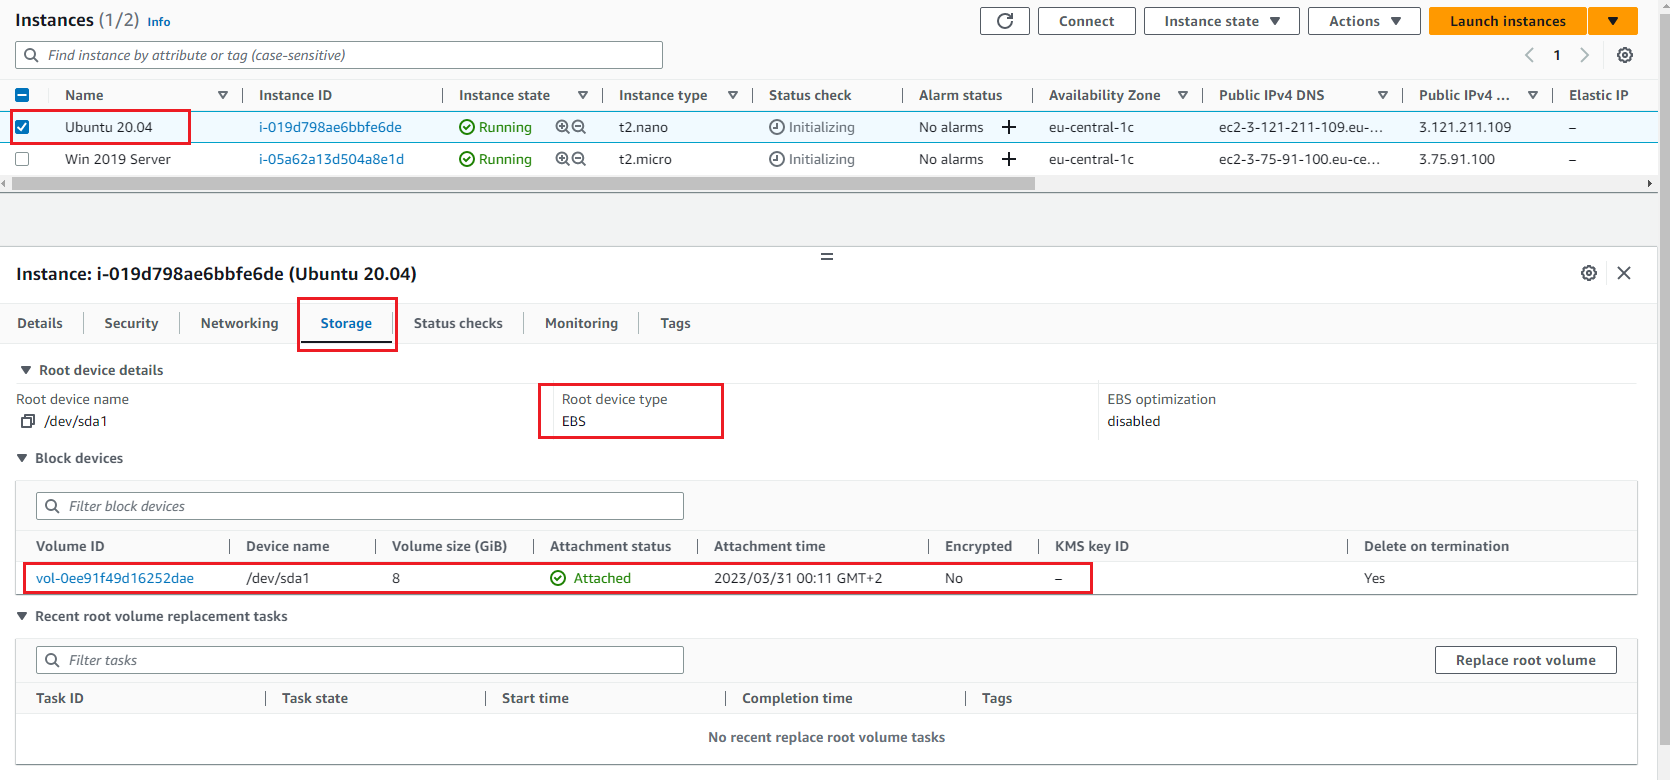 Instances (1/2) Info
Connect Instance state Actions Launch instances
Find instance by attribute or tag (case-sensitive)
1
Name Instance ID Instance state Instance type Status check Alarm status Availability Zone Public IPv4 DNS Public IPv4 ... Elastic IP
Ubuntu 20.04 i-019d798ae6bbfe6de Running t2.nano Initializing No alarms + eu-central-1c ec2-3-121-211-109.eu-... 3.121.211.109 –
Win 2019 Server i-05a62a13d504a8e1d Running t2.micro Initializing No alarms + eu-central-1c ec2-3-75-91-100.eu-ce... 3.75.91.100 –
Instance: i-019d798ae6bbfe6de (Ubuntu 20.04)
Details Security Networking Storage Status checks Monitoring Tags
Root device details
Root device name Root device type EBS optimization
/dev/sda1 EBS disabled
Block devices
Filter block devices
Volume ID Device name Volume size (GiB) Attachment status Attachment time Encrypted KMS key ID Delete on termination
vol-0ee91f49d16252dae /dev/sda1 8 Attached 2023/03/31 00:11 GMT+2 No – Yes
Recent root volume replacement tasks
Filter tasks
Replace root volume
Task ID Task state Start time Completion time Tags
No recent replace root volume tasks